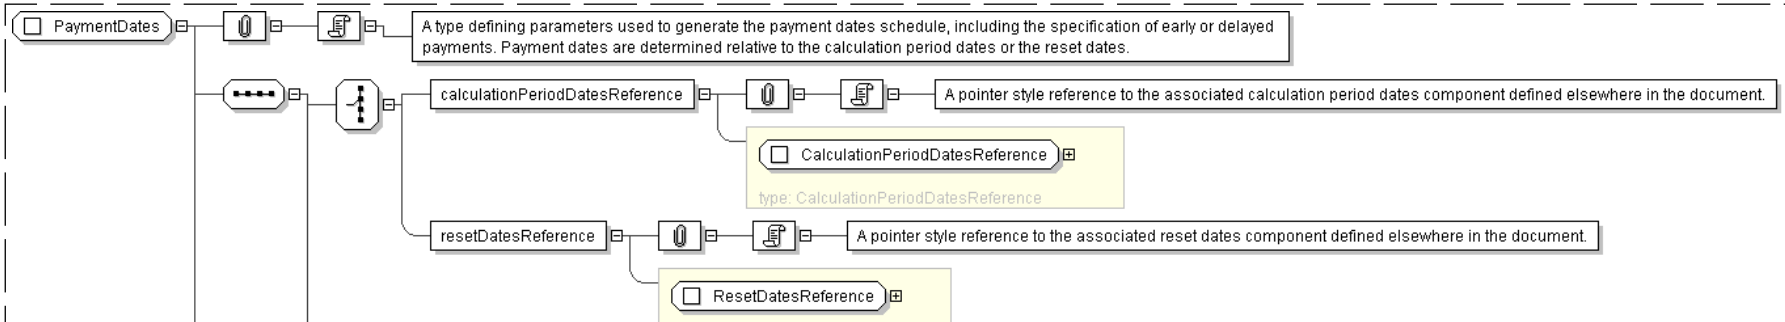 PaymentDates
A type defining parameters used to generate the payment dates schedule, including the specification of early or delayed
payments. Payment dates are determined relative to the calculation period dates or the reset dates.
calculationPeriodDatesReference
A pointer style reference to the associated calculation period dates component defined elsewhere in the document.
CalculationPeriodDatesReference
type: CalculationPeriodDatesReference
resetDatesReference
A pointer style reference to the associated reset dates component defined elsewhere in the document.
ResetDatesReference